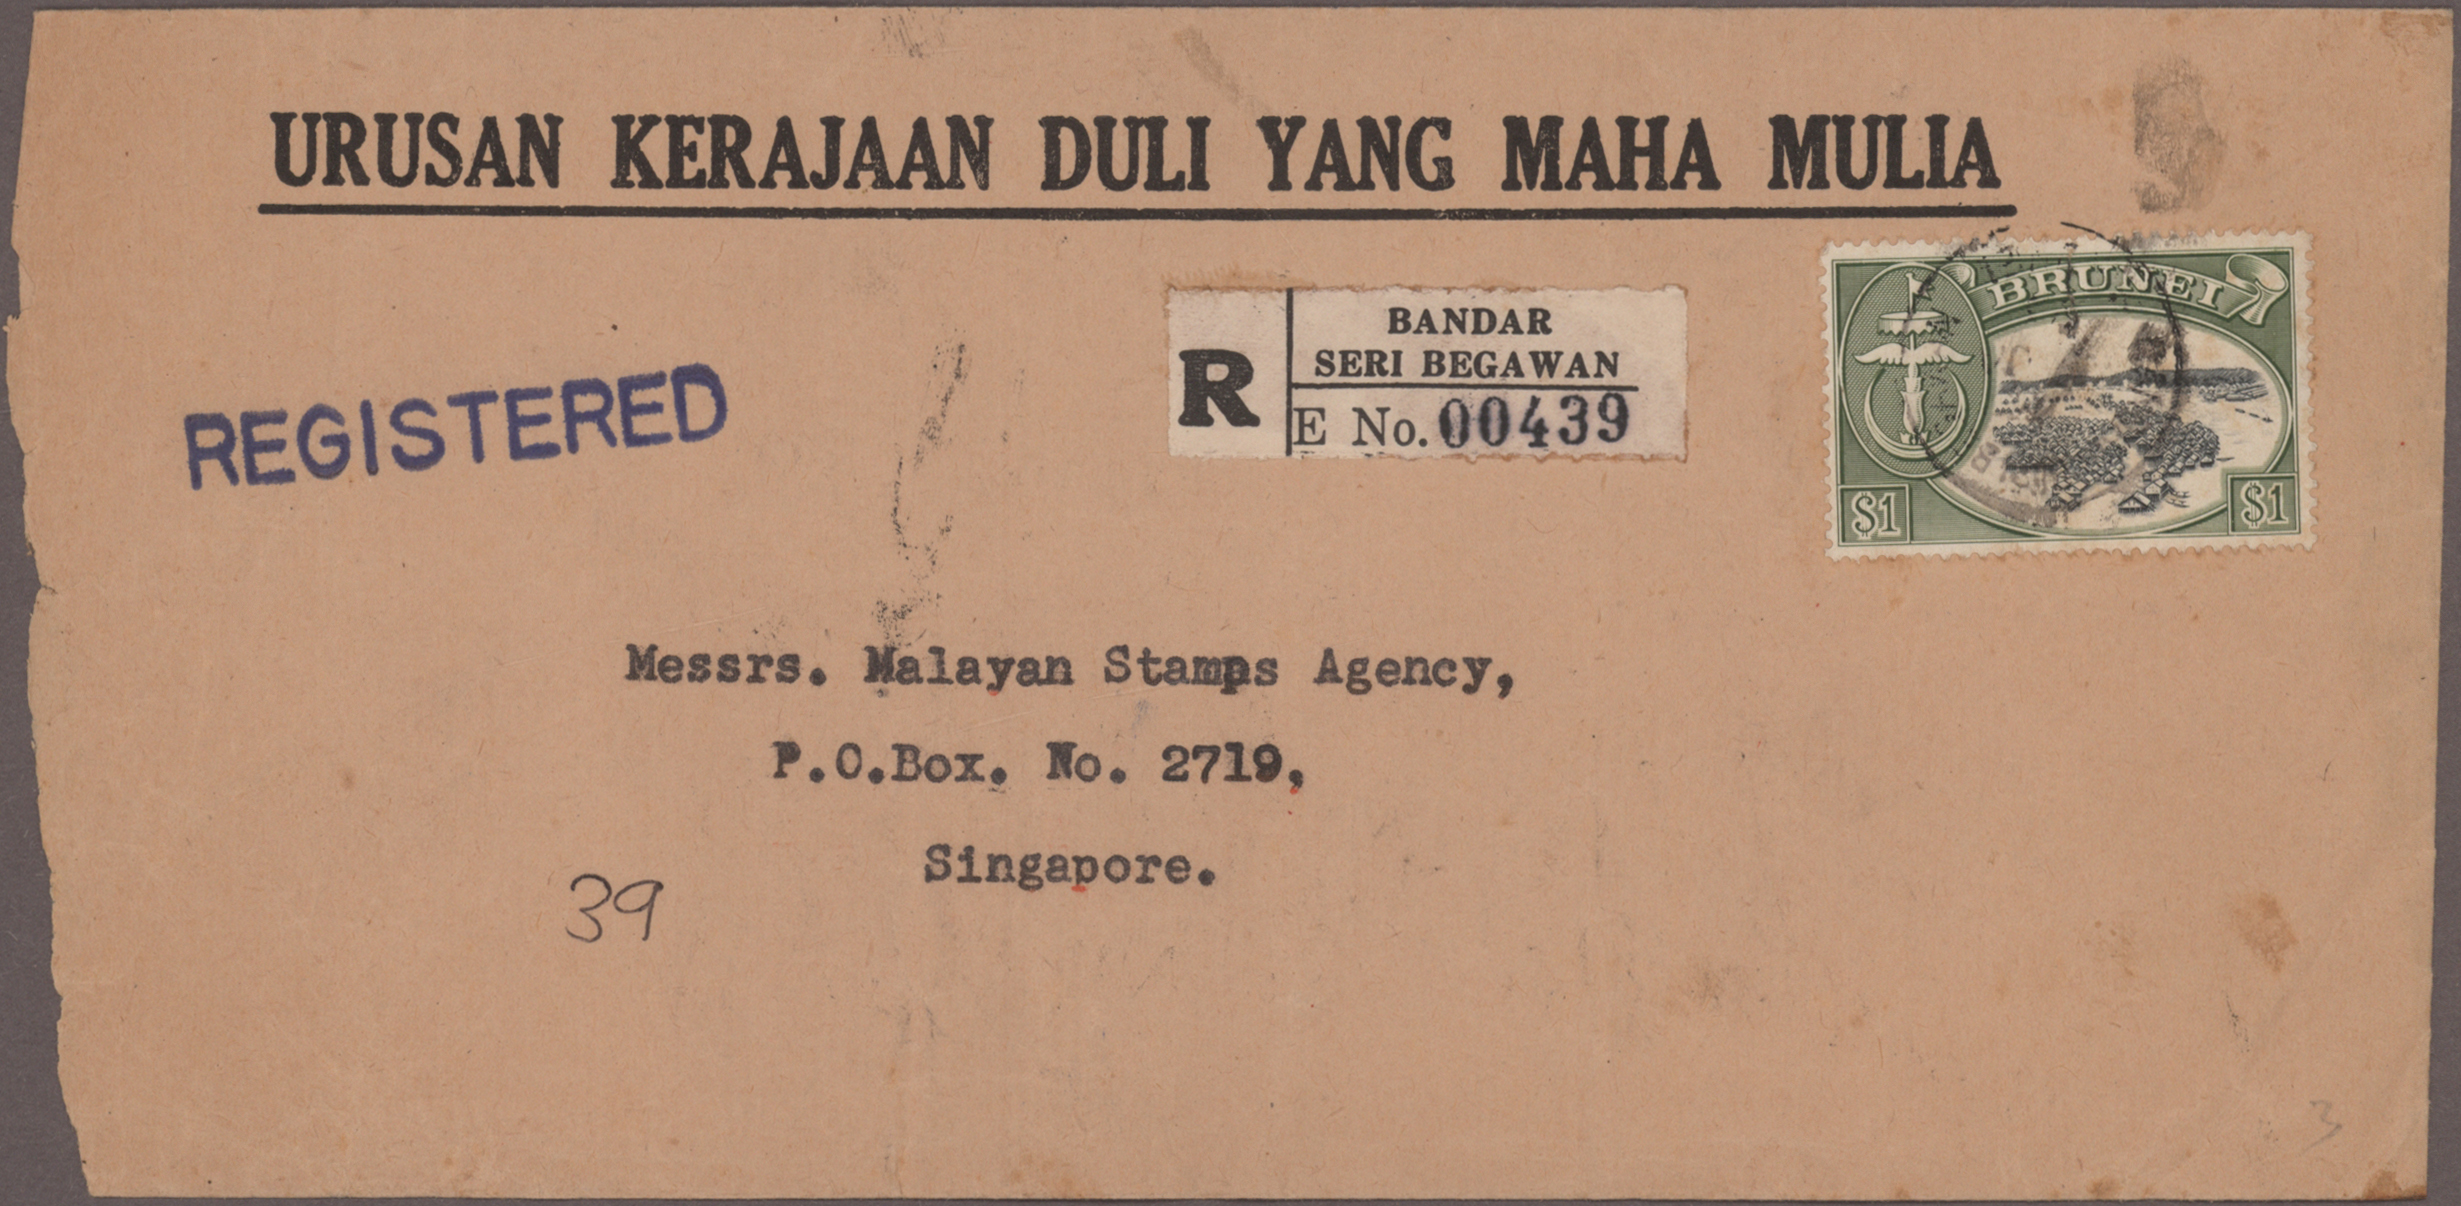 URUSAN KERAJAAN DULI YANG MAHA MULIA
REGISTERED
R
BANDAR
SERI BEGAWAN
E No. 00439
BRUNEI
$1
$1
Messrs. Malayan Stamps Agency,
P.O.Box. No. 2719,
Singapore.
39
3